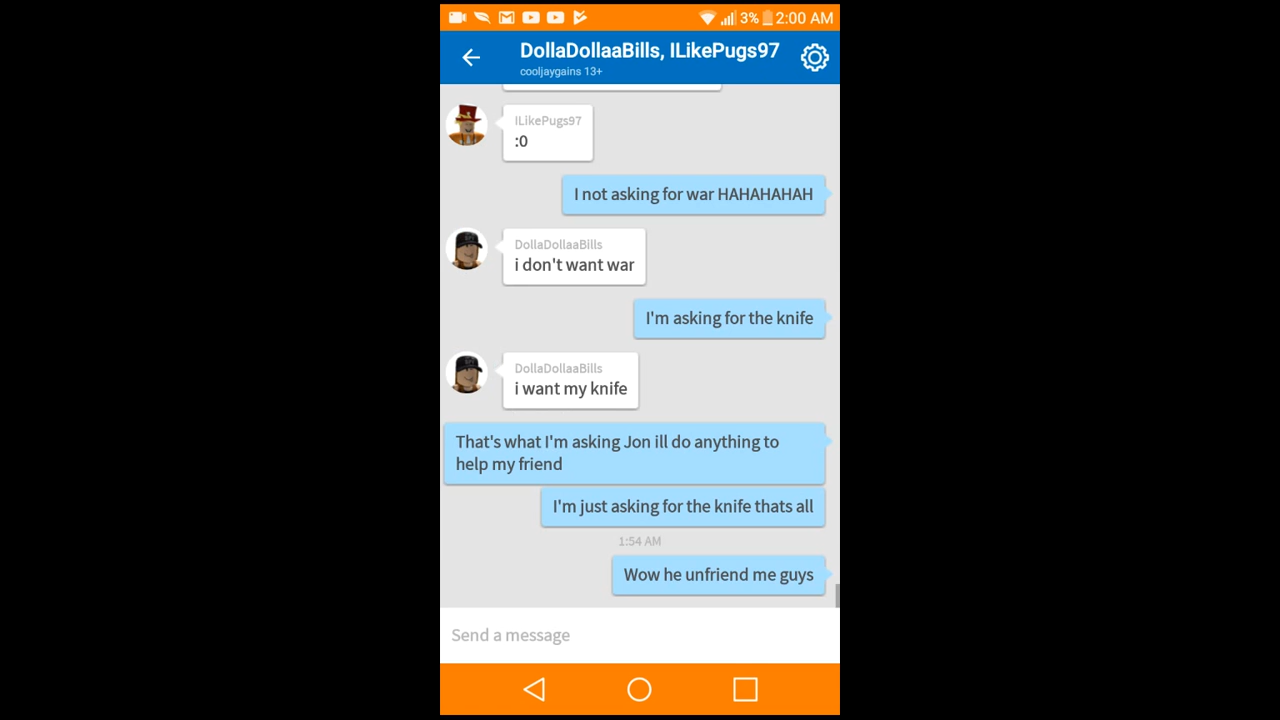 3% 2:00 AM
DollaDollaaBills, ILikePugs97
cooljaygains 13+
ILikePugs97
:0
I not asking for war HAHAHAHAH
DollaDollaaBills
i don't want war
I'm asking for the knife
DollaDollaaBills
i want my knife
That's what I'm asking Jon ill do anything to
help my friend
I'm just asking for the knife thats all
1:54 AM
Wow he unfriend me guys
Send a message